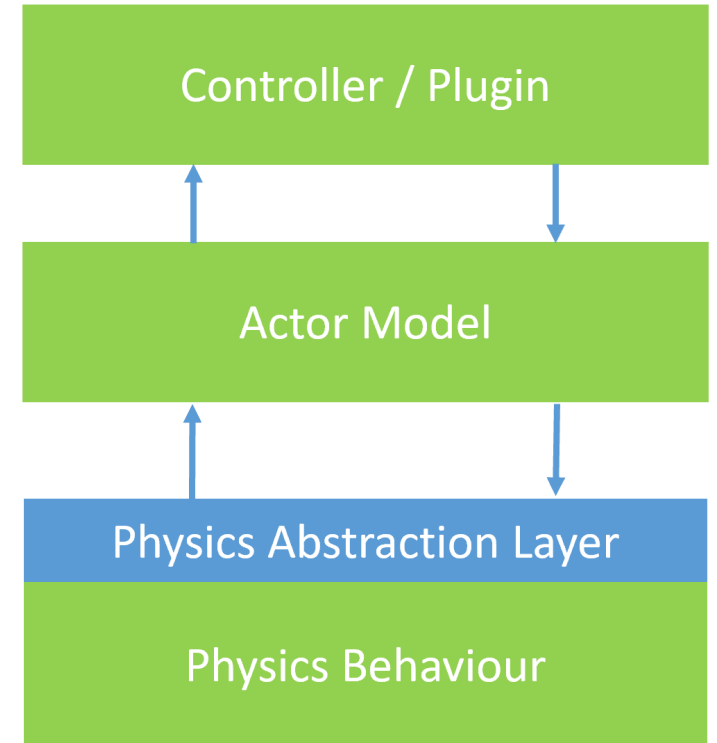 Controller / Plugin
Actor Model
Physics Abstraction Layer
Physics Behaviour